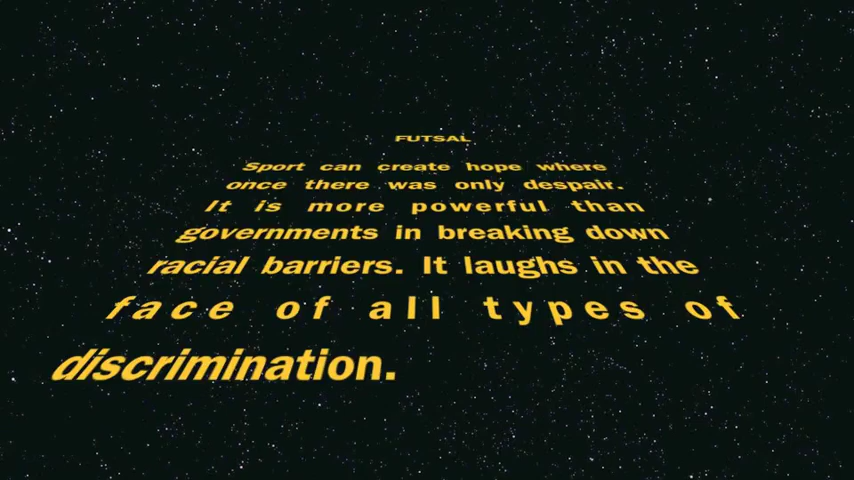 FUTSAL
Sport can create hope where
once there was only despair.
It is more powerful than
governments in breaking down
racial barriers. It laughs in the
face of all types of
discrimination.